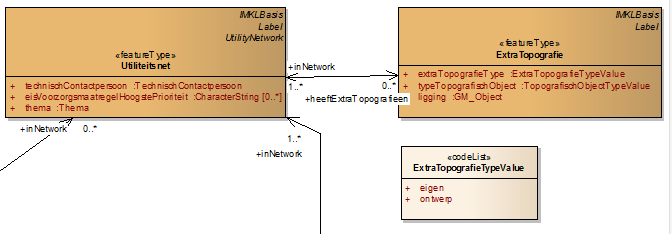 IMKLBasis
Label
UtilityNetwork
«featureType»
Utiliteitsnet
+ technischContactpersoon :TechnischContactpersoon
+ eisVoorzorgsmaatregelHoogstePrioriteit :CharacterString [0..*]
+ thema :Thema
+inNetwork
1..*
0..*
+heeftExtraTopografieen
IMKLBasis
Label
«featureType»
ExtraTopografie
+ extraTopografieType :ExtraTopografieTypeValue
+ typeTopografischObject :TopografischObjectTypeValue
+ ligging :GM_Object
+inNetwork 0..*
1..*
+inNetwork
«codeList»
ExtraTopografieTypeValue
+ eigen
+ ontwerp